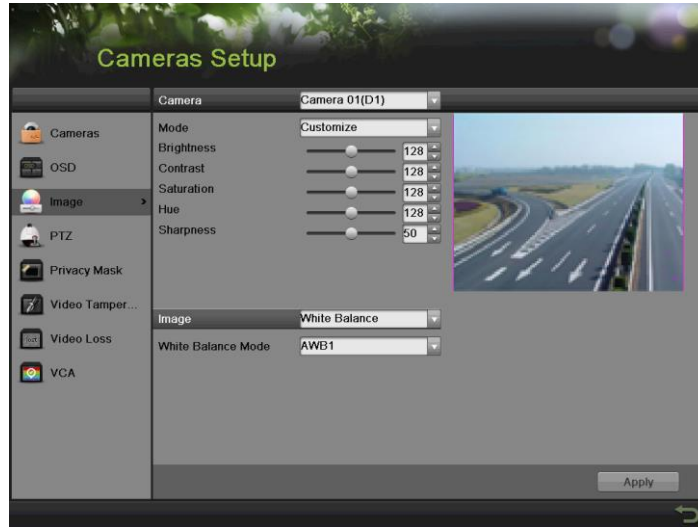 Cameras Setup
Camera Camera 01(D1)
Cameras
OSD
Image
PTZ
Privacy Mask
Video Tamper...
Video Loss
VCA
Mode Customize
Brightness 128
Contrast 128
Saturation 128
Hue 128
Sharpness 50
Image White Balance
White Balance Mode AWB1
Apply